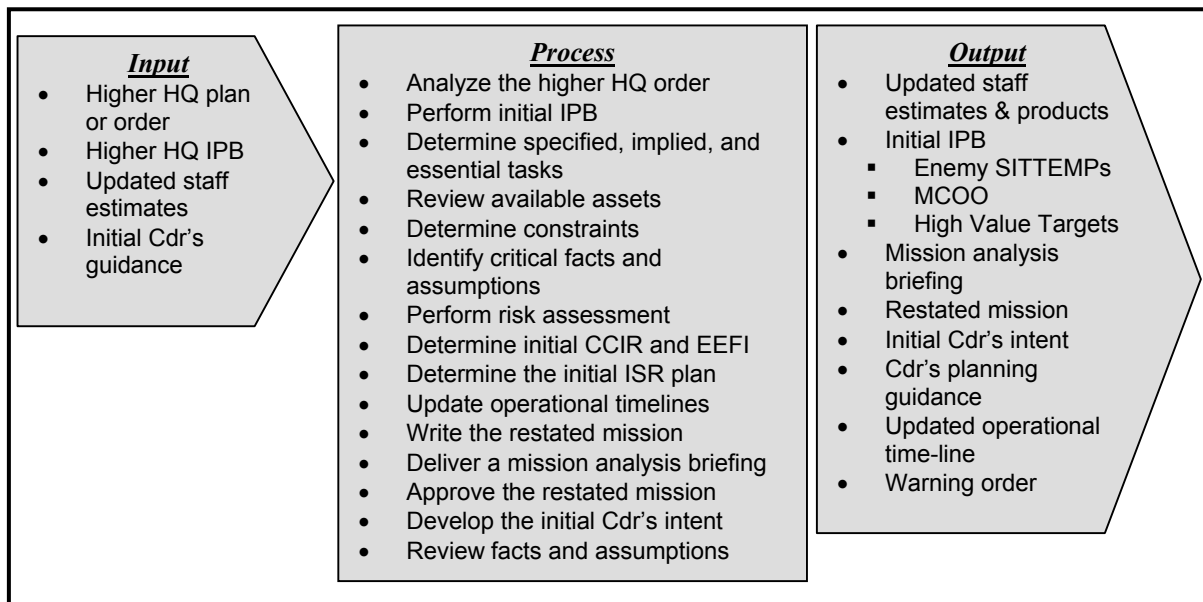 Input
• Higher HQ plan
or order
• Higher HQ IPB
• Updated staff
estimates
• Initial Cdr's
guidance
Process
• Analyze the higher HQ order
• Perform initial IPB
• Determine specified, implied, and
essential tasks
• Review available assets
• Determine constraints
• Identify critical facts and
assumptions
• Perform risk assessment
• Determine initial CCIR and EEFI
• Determine the initial ISR plan
• Update operational timelines
• Write the restated mission
• Deliver a mission analysis briefing
• Approve the restated mission
• Develop the initial Cdr's intent
• Review facts and assumptions
Output
• Updated staff
estimates & products
• Initial IPB
▪ Enemy SITTEMPs
▪ MCOO
▪ High Value Targets
• Mission analysis
briefing
• Restated mission
• Initial Cdr's intent
• Cdr's planning
guidance
• Updated operational
time-line
• Warning order